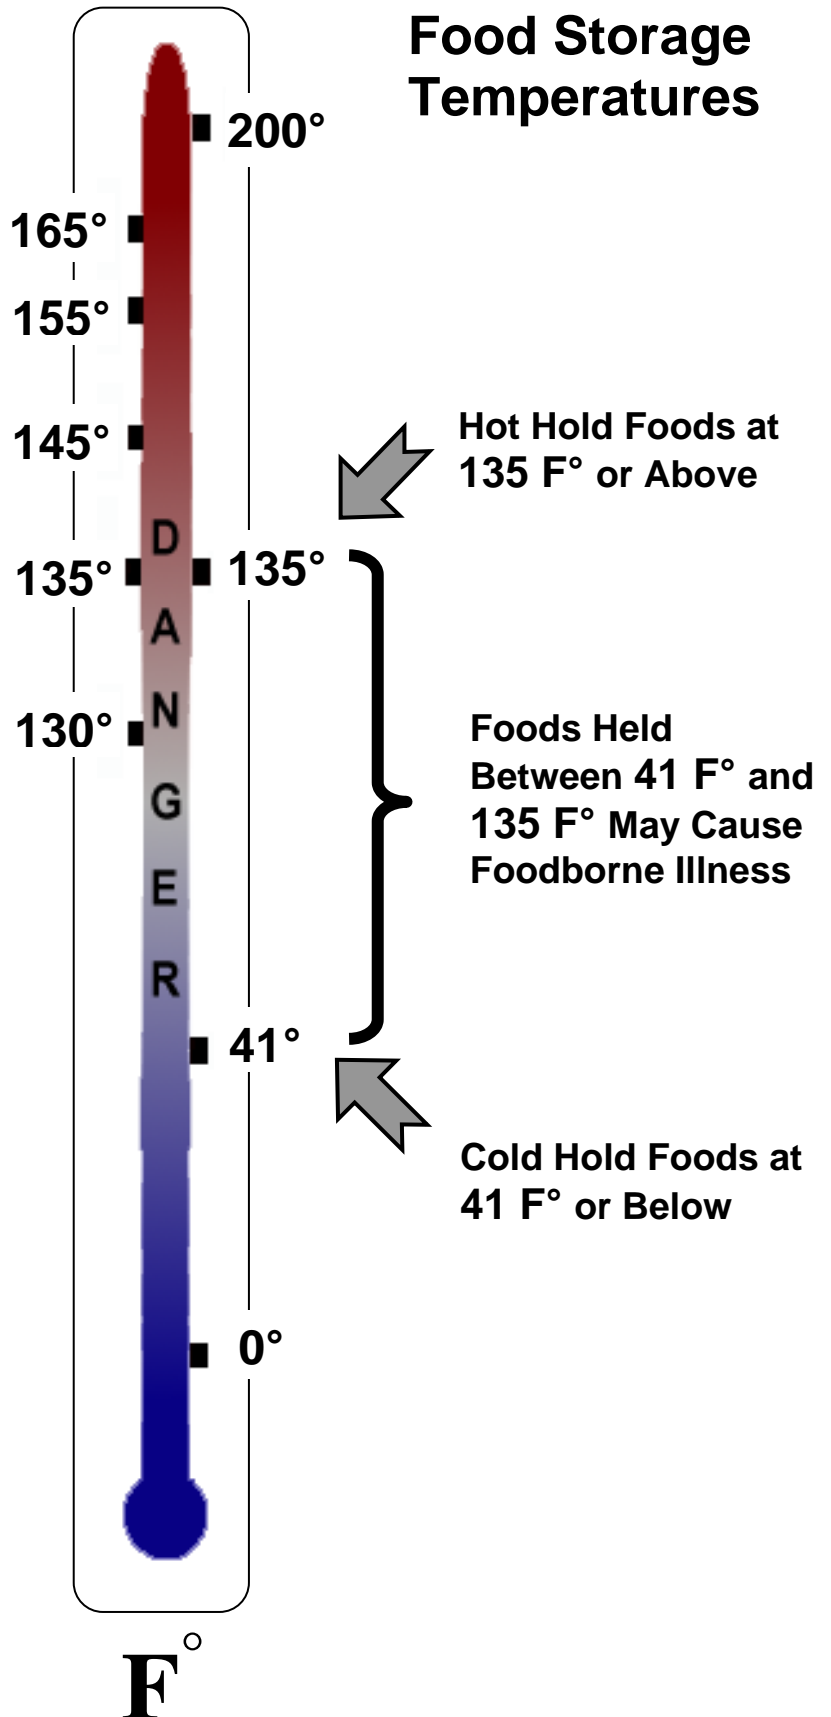 Food Storage
Temperatures
200°
165°
155°
145°
Hot Hold Foods at
135 F° or Above
135°
135°
130°
DANGER
Foods Held
Between 41 F° and
135 F° May Cause
Foodborne Illness
41°
Cold Hold Foods at
41 F° or Below
0°
F°